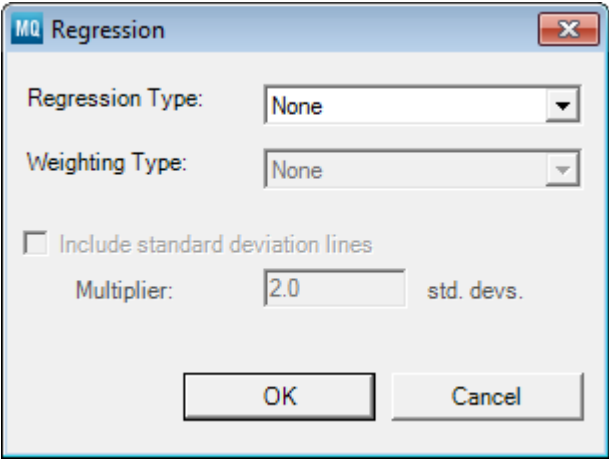 MQ Regression
Regression Type: None
Weighting Type: None
Include standard deviation lines
Multiplier: 2.0 std. devs.
OK Cancel